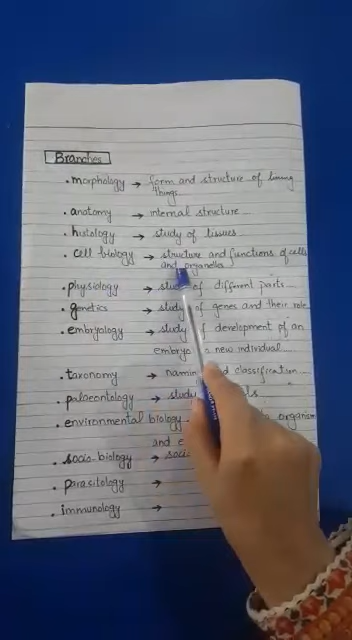 Branches
• morphology → form and structure of living things
• anatomy → internal structure
• histology → study of tissues
• cell biology → structure and functions of cells
and organella
• physiology → study of different parts
• genetics → study of genes and their role
• embryology → study of development of an
embryo to new individual
• taxonomy → naming and classification
• palaeontology → study
• environmental biology organism
and
• socio-biology →
• parasitology →
• immunology →